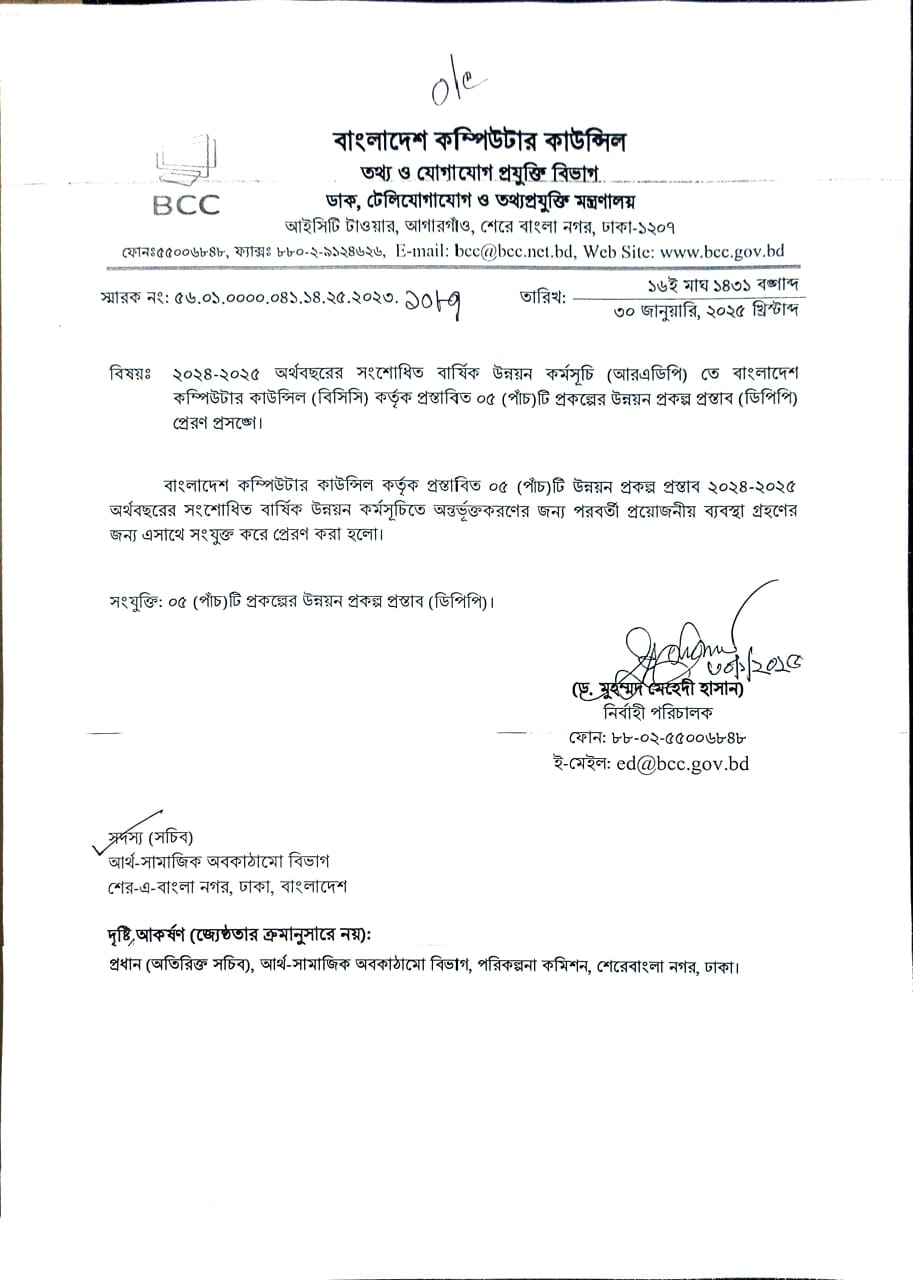 o/c
বাংলাদেশ কম্পিউটার কাউন্সিল
তথ্য ও যোগাযোগ প্রযুক্তি বিভাগ
ডাক, টেলিযোগাযোগ ও তথ্যপ্রযুক্তি মন্ত্রণালয়
BCC
আইসিটি টাওয়ার, আগারগাঁও, শেরে বাংলা নগর, ঢাকা-১২০৭
ফোনঃ৫৫০০৬৮৪৮, ফ্যাক্সঃ ৮৮০-২-৯১২৪৬২৬, E-mail: bcc@bcc.net.bd, Web Site: www.bcc.gov.bd
১৬ই মাঘ ১৪৩১ বঙ্গাব্দ
স্মারক নং: ৫৬.০১.০০০০.০৪১.১৪.২৫.২০২৩. ১০৮৭ তারিখ:
৩০ জানুয়ারি, ২০২৫ খ্রিস্টাব্দ
বিষয়ঃ ২০২৪-২০২৫ অর্থবছরের সংশোধিত বার্ষিক উন্নয়ন কর্মসূচি (আরএডিপি) তে বাংলাদেশ
কম্পিউটার কাউন্সিল (বিসিসি) কর্তৃক প্রস্তাবিত ০৫ (পাঁচ)টি প্রকল্পের উন্নয়ন প্রকল্প প্রস্তাব (ডিপিপি)
প্রেরণ প্রসঙ্গে।
বাংলাদেশ কম্পিউটার কাউন্সিল কর্তৃক প্রস্তাবিত ০৫ (পাঁচ)টি উন্নয়ন প্রকল্প প্রস্তাব ২০২৪-২০২৫
অর্থবছরের সংশোধিত বার্ষিক উন্নয়ন কর্মসূচিতে অন্তর্ভূক্তকরণের জন্য পরবর্তী প্রয়োজনীয় ব্যবস্থা গ্রহণের
জন্য এসাথে সংযুক্ত করে প্রেরণ করা হলো।
সংযুক্তি: ০৫ (পাঁচ)টি প্রকল্পের উন্নয়ন প্রকল্প প্রস্তাব (ডিপিপি)।
৩০/১/২০২৫
(ড. মুহম্মদ মেহেদী হাসান)
নির্বাহী পরিচালক
ফোন: ৮৮-০২-৫৫০০৬৮৪৮
ই-মেইল: ed@bcc.gov.bd
সদস্য (সচিব)
আর্থ-সামাজিক অবকাঠামো বিভাগ
শের-এ-বাংলা নগর, ঢাকা, বাংলাদেশ
দৃষ্টি আকর্ষণ (জ্যেষ্ঠতার ক্রমানুসারে নয়):
প্রধান (অতিরিক্ত সচিব), আর্থ-সামাজিক অবকাঠামো বিভাগ, পরিকল্পনা কমিশন, শেরেবাংলা নগর, ঢাকা।